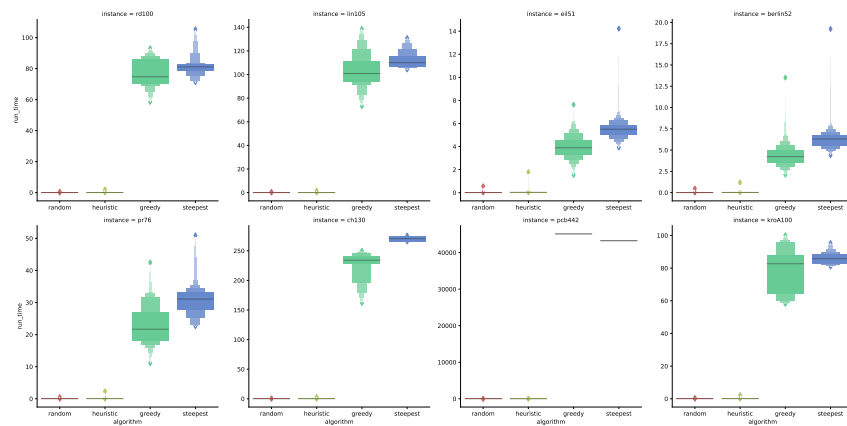 instance = rd100
instance = lin105
instance = eil51
instance = berlin52
run_time
100
80
60
40
20
0
140
120
100
80
60
40
20
0
14
12
10
8
6
4
2
0
20.0
17.5
15.0
12.5
10.0
7.5
5.0
2.5
0.0
random heuristic greedy steepest
random heuristic greedy steepest
random heuristic greedy steepest
random heuristic greedy steepest
instance = pr76
instance = ch130
instance = pcb442
instance = kroA100
run_time
50
40
30
20
10
0
250
200
150
100
50
0
40000
30000
20000
10000
0
100
80
60
40
20
0
random heuristic greedy steepest
random heuristic greedy steepest
random heuristic greedy steepest
random heuristic greedy steepest
algorithm
algorithm
algorithm
algorithm